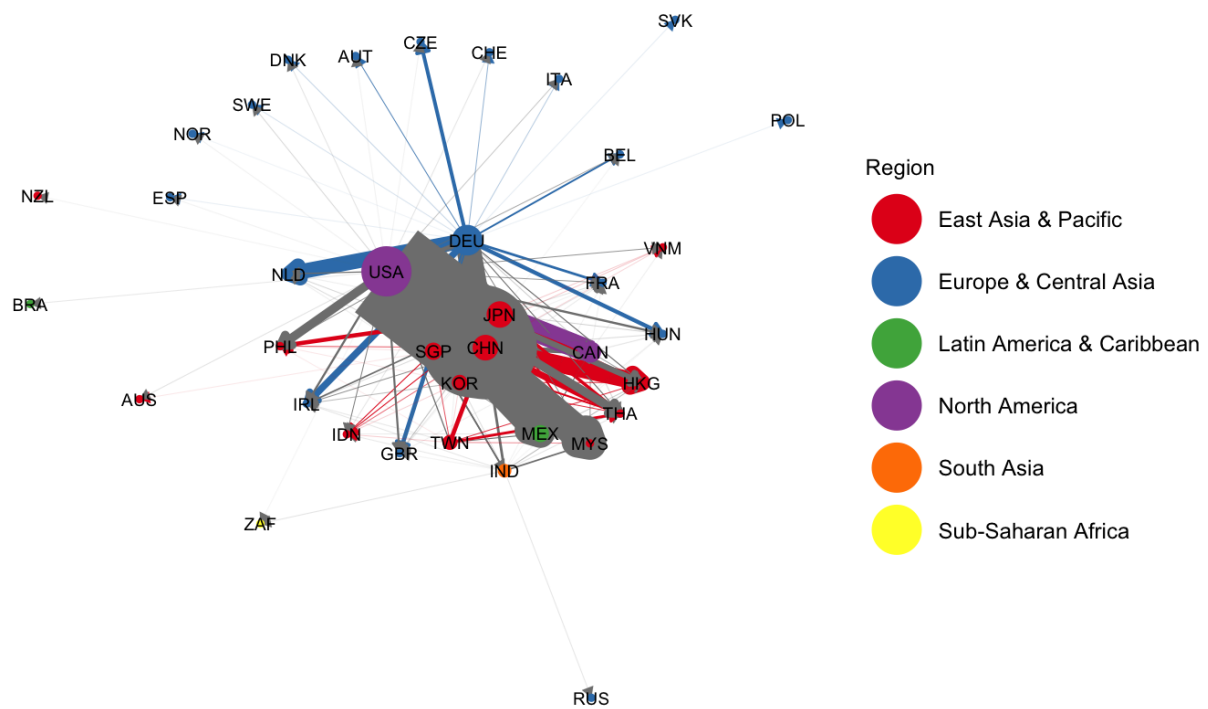 SVK
CZE
DNK
AUT
CHE
ITA
SWE
POL
NOR
BEL
NZL
ESP
DEU
VNM
USA
NLD
FRA
BRA
JPN
HUN
PHL
SGP
CHN
CAN
KOR
HKG
AUS
IRL
THA
IDN
MEX
GBR
TWN
MYS
IND
ZAF
RUS
Region
East Asia & Pacific
Europe & Central Asia
Latin America & Caribbean
North America
South Asia
Sub-Saharan Africa